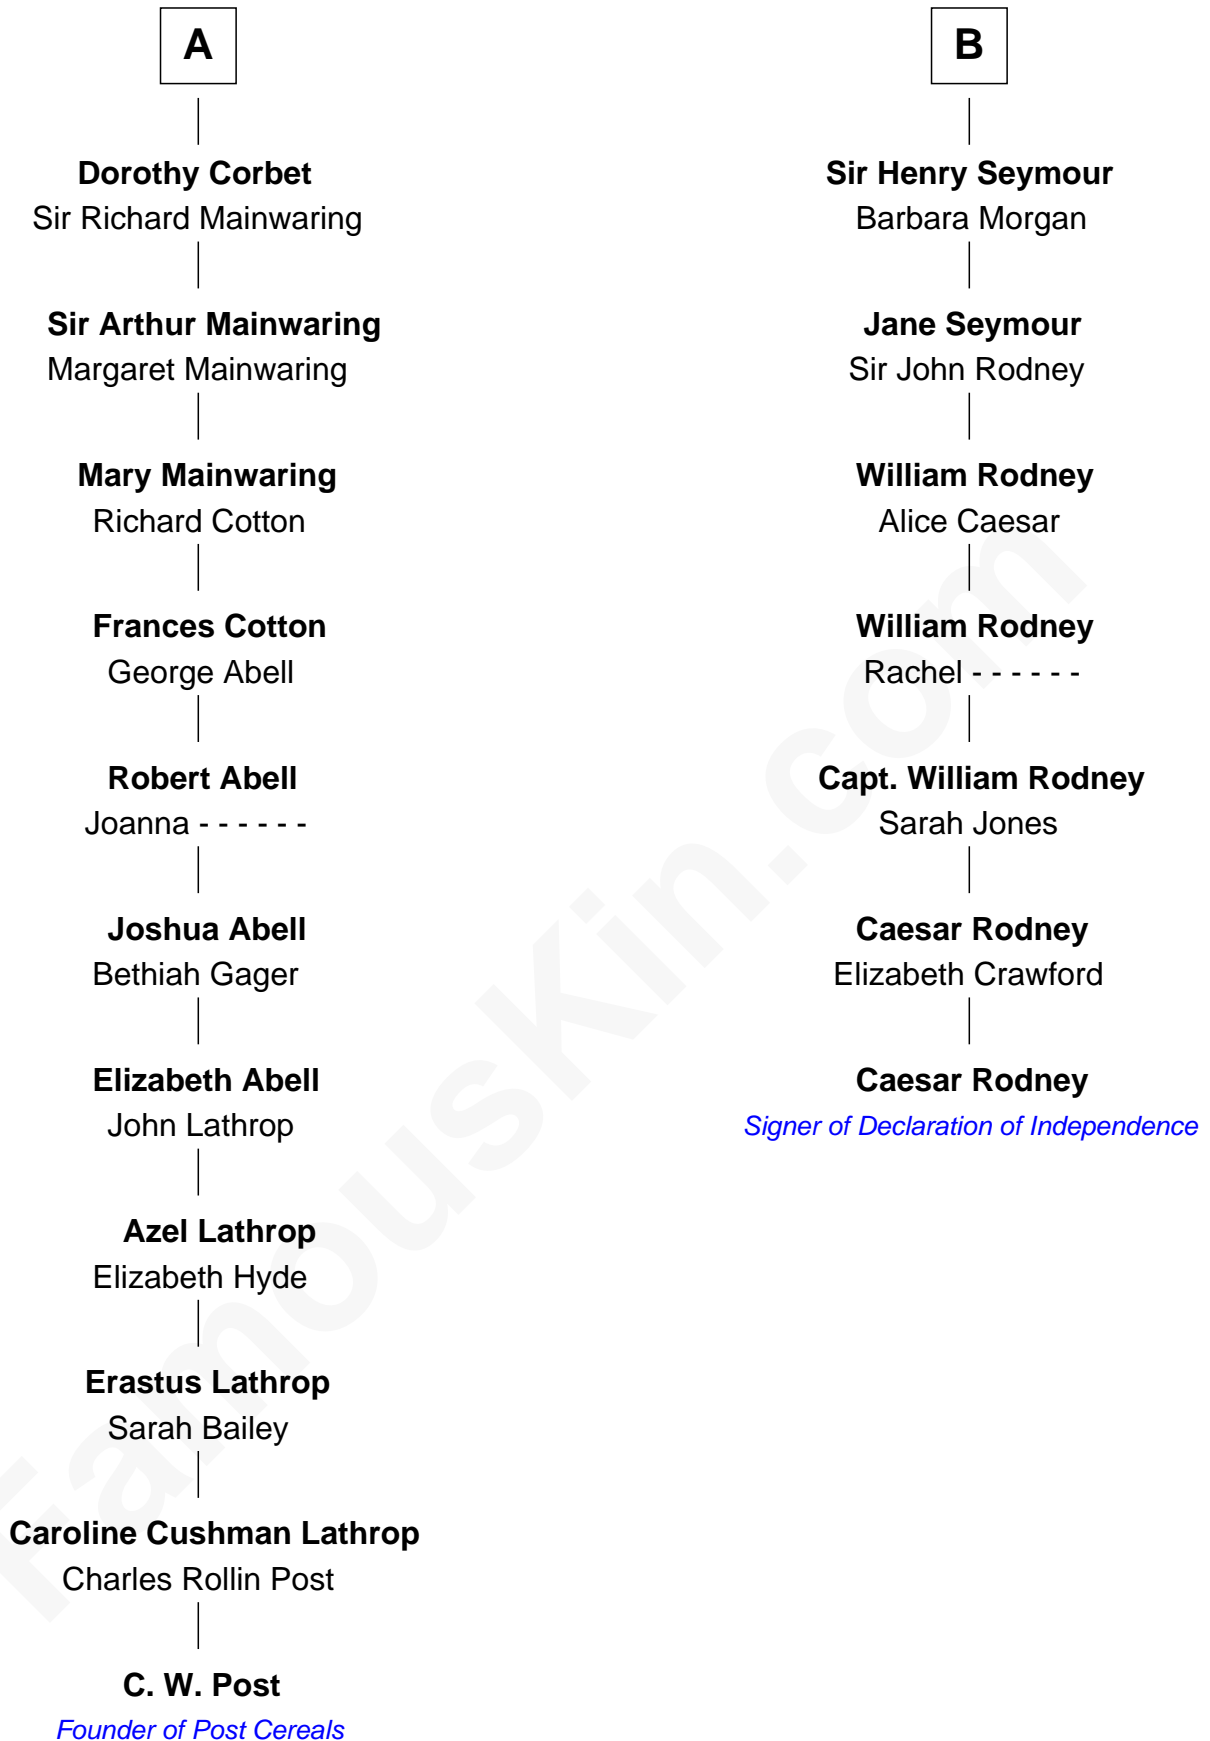 A
Dorothy Corbet
Sir Richard Mainwaring
Sir Arthur Mainwaring
Margaret Mainwaring
Mary Mainwaring
Richard Cotton
Frances Cotton
George Abell
Robert Abell
Joanna - - - - - -
Joshua Abell
Bethiah Gager
Elizabeth Abell
John Lathrop
Azel Lathrop
Elizabeth Hyde
Erastus Lathrop
Sarah Bailey
Caroline Cushman Lathrop
Charles Rollin Post
C. W. Post
Founder of Post Cereals
B
Sir Henry Seymour
Barbara Morgan
Jane Seymour
Sir John Rodney
William Rodney
Alice Caesar
William Rodney
Rachel - - - - - -
Capt. William Rodney
Sarah Jones
Caesar Rodney
Elizabeth Crawford
Caesar Rodney
Signer of Declaration of Independence
FamousKin.com